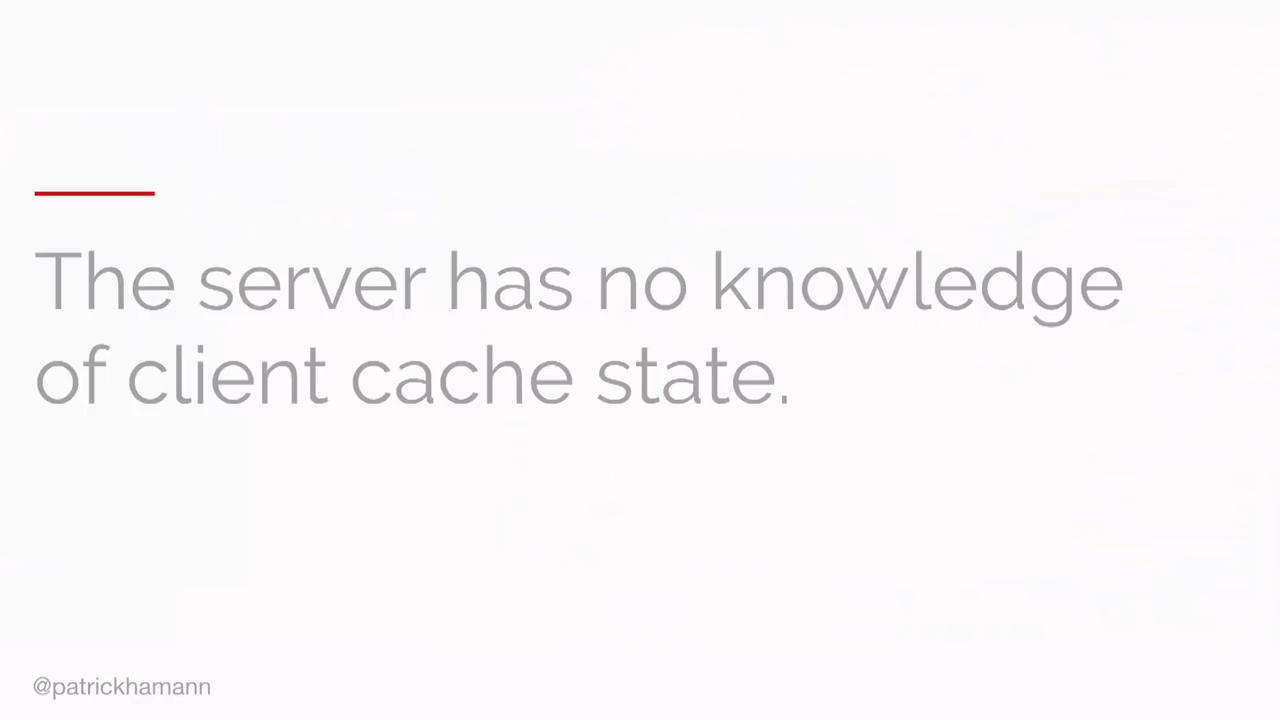 The server has no knowledge
of client cache state.
@patrickhamann